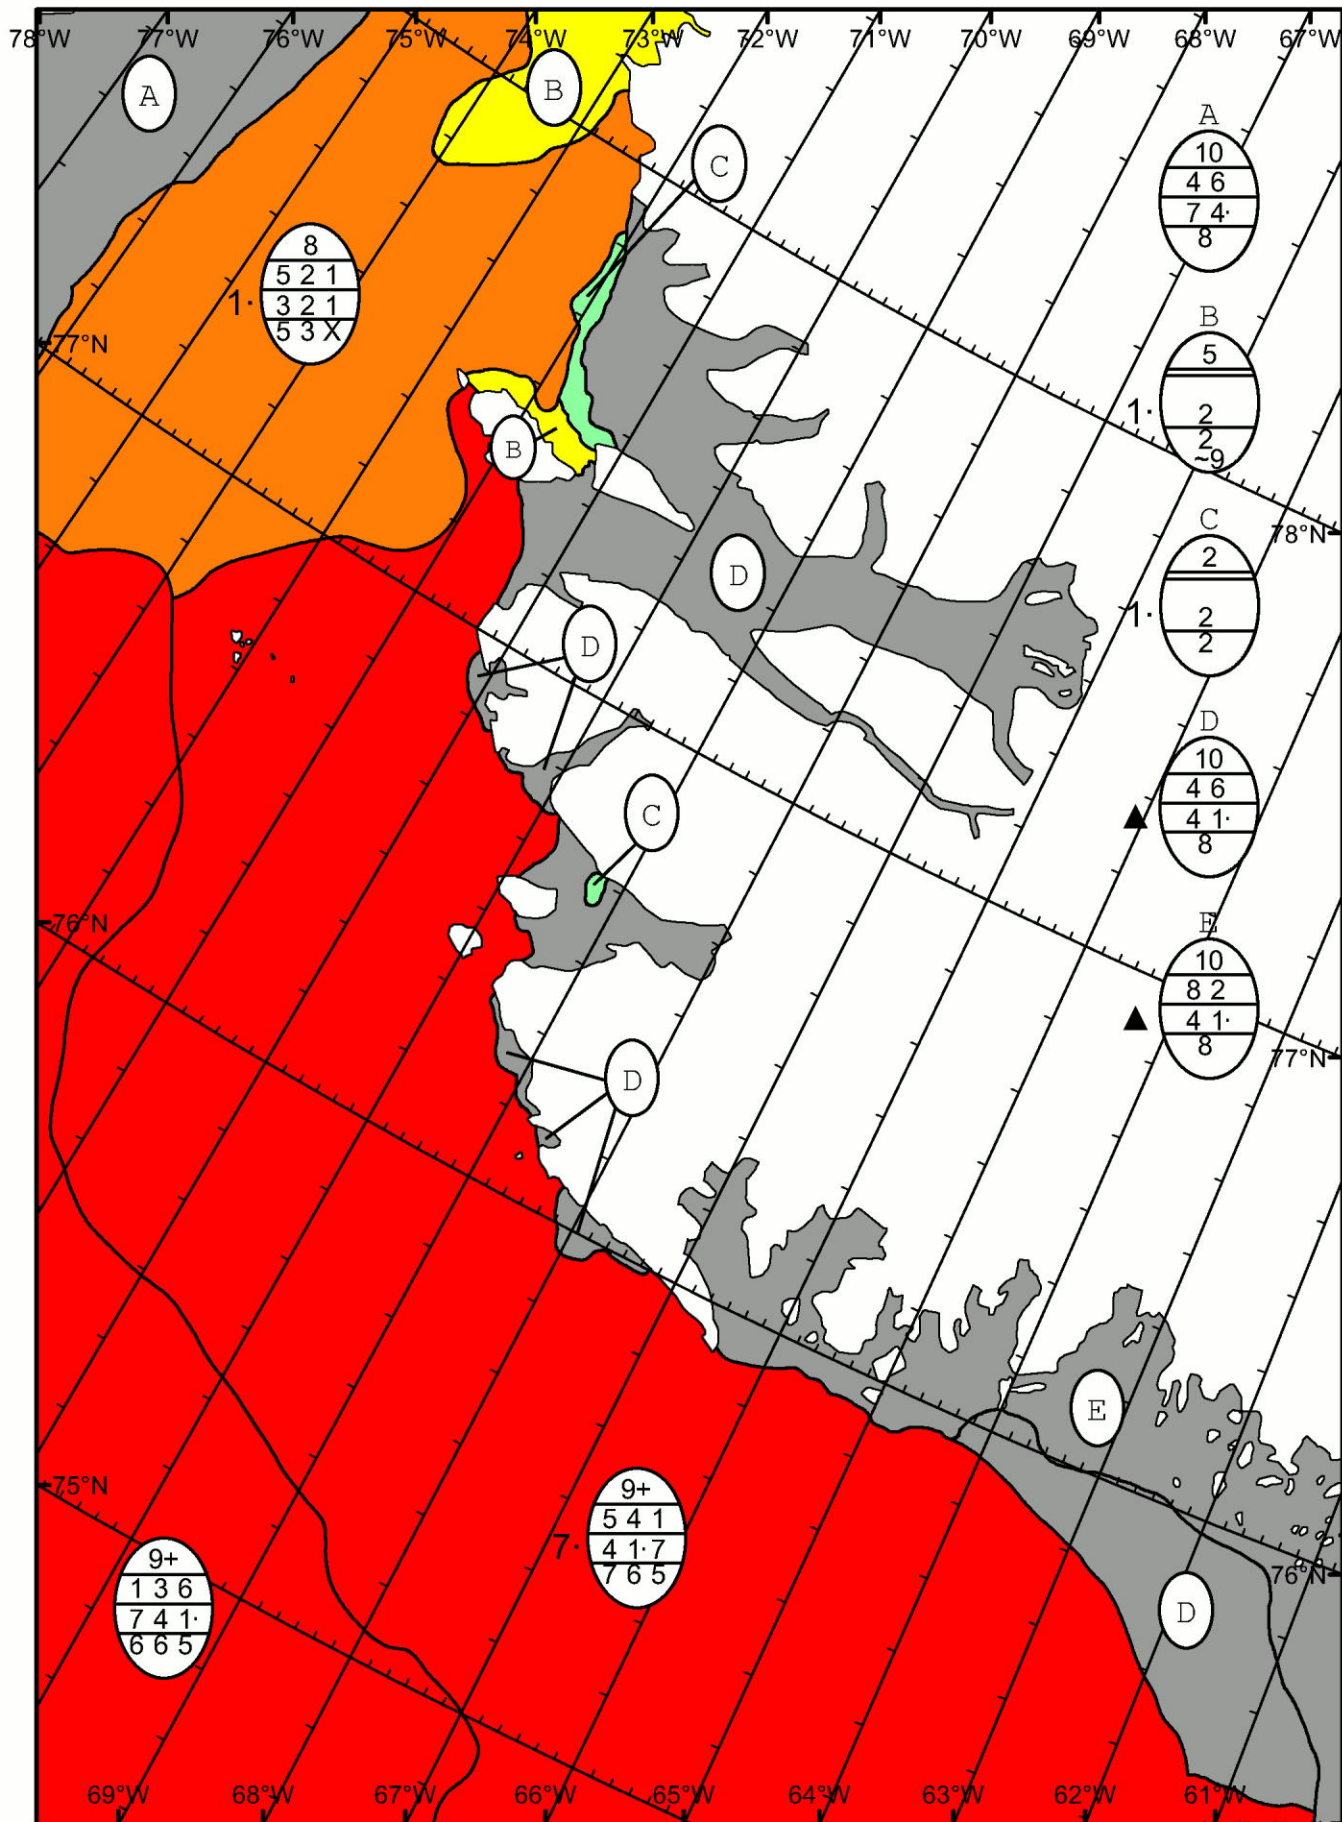 78°W 77°W 76°W 75°W 74°W 73°W 72°W 71°W 70°W 69°W 68°W 67°W
A
B
C
A
10
4 6
7 4·
8
8
5 2 1
1· 3 2 1
5 3 X
77°N
B
5
1· 2
2
~9
B
78°N
C
2
1· 2
2
D
D
D
10
4 6
▲ 4 1·
8
C
76°N
E
10
8 2
▲ 4 1·
8
77°N
D
E
75°N
9+
5 4 1
7· 4 1· 7
7 6 5
9+
1 3 6
7 4 1·
6 6 5
76°N
D
69°W 68°W 67°W 66°W 65°W 64°W 63°W 62°W 61°W